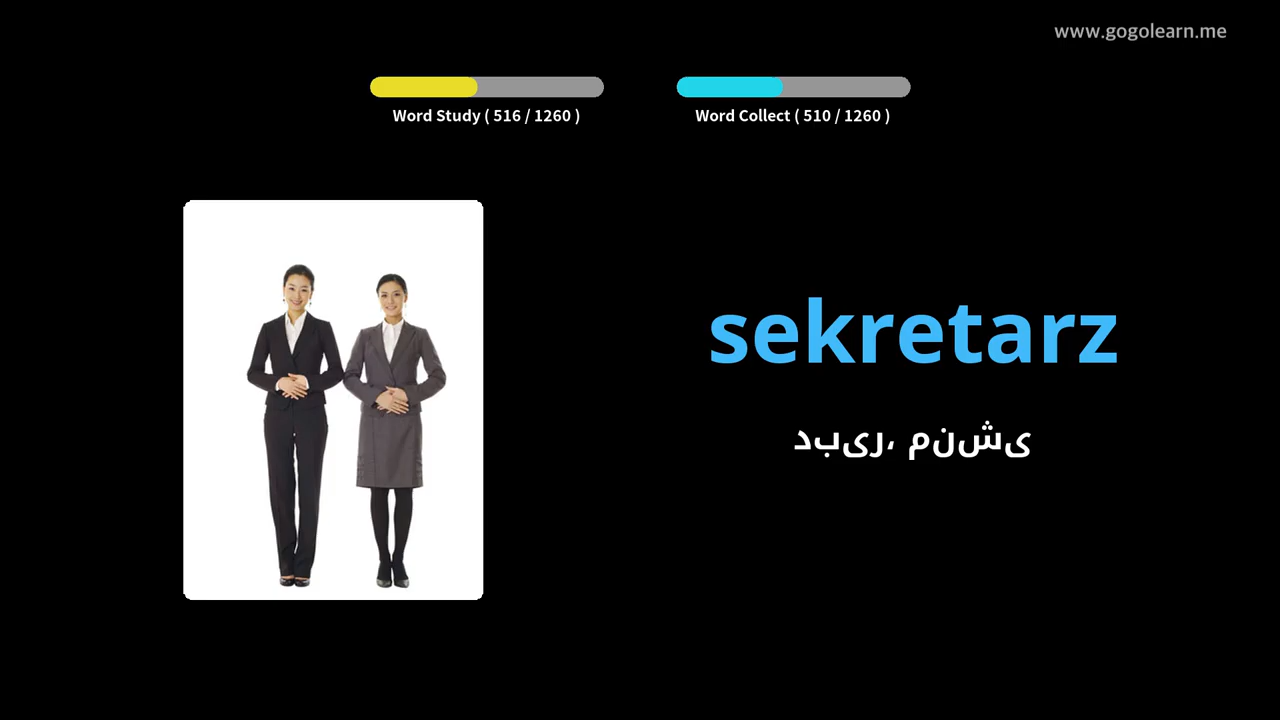 www.gogolearn.me
Word Study ( 516 / 1260 )
Word Collect ( 510 / 1260 )
sekretarz
دبیر، منشی